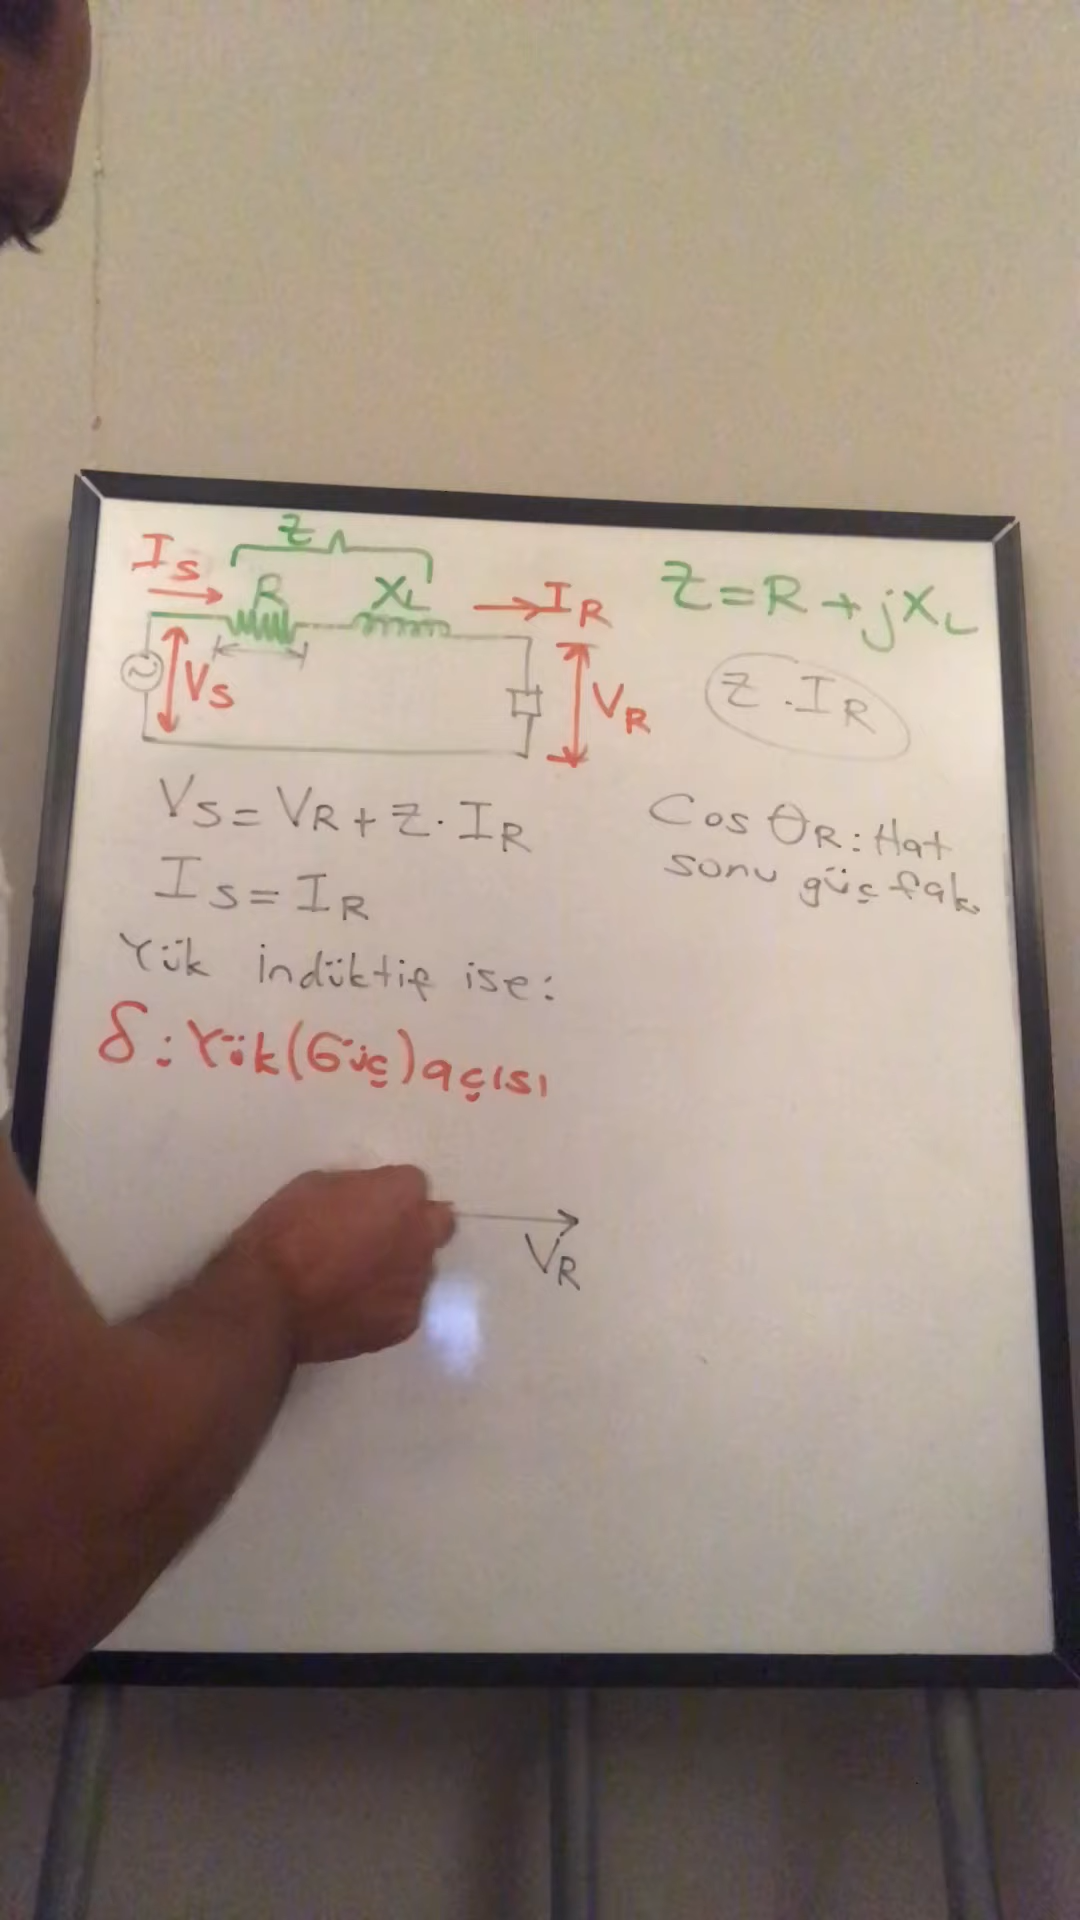 Z
Is
R
XL
IR
Z=R+jXL
Vs
VR
Z.IR
Vs=VR+Z.IR
Cos θR: Hat
sonu güç fak.
Is=IR
Yük indüktif ise:
δ: Yük(Güç)açısı
VR